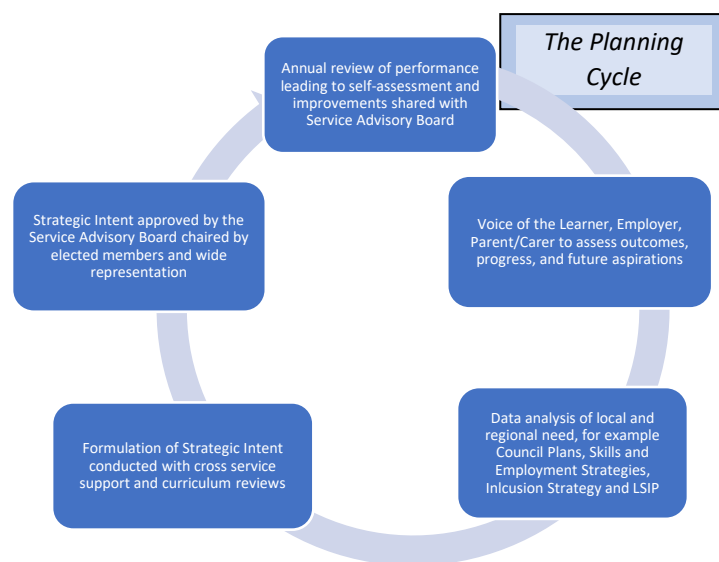 The Planning
Cycle
Annual review of performance
leading to self-assessment and
improvements shared with
Service Advisory Board
Voice of the Learner, Employer,
Parent/Carer to assess outcomes,
progress, and future aspirations
Data analysis of local and
regional need, for example
Council Plans, Skills and
Employment Strategies,
Inlcusion Strategy and LSIP
Formulation of Strategic Intent
conducted with cross service
support and curriculum reviews
Strategic Intent approved by the
Service Advisory Board chaired by
elected members and wide
representation